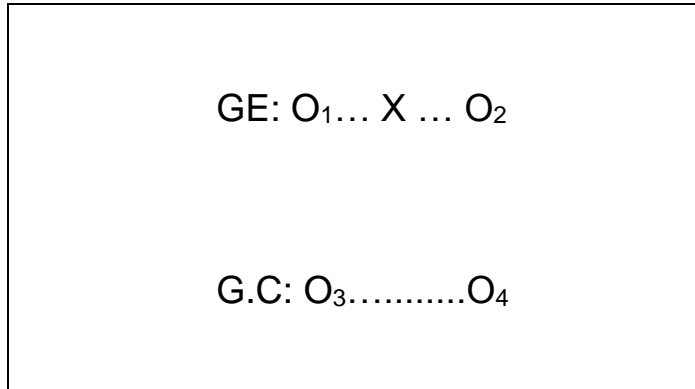 GE: O₁… X … O₂
G.C: O₃…........O₄